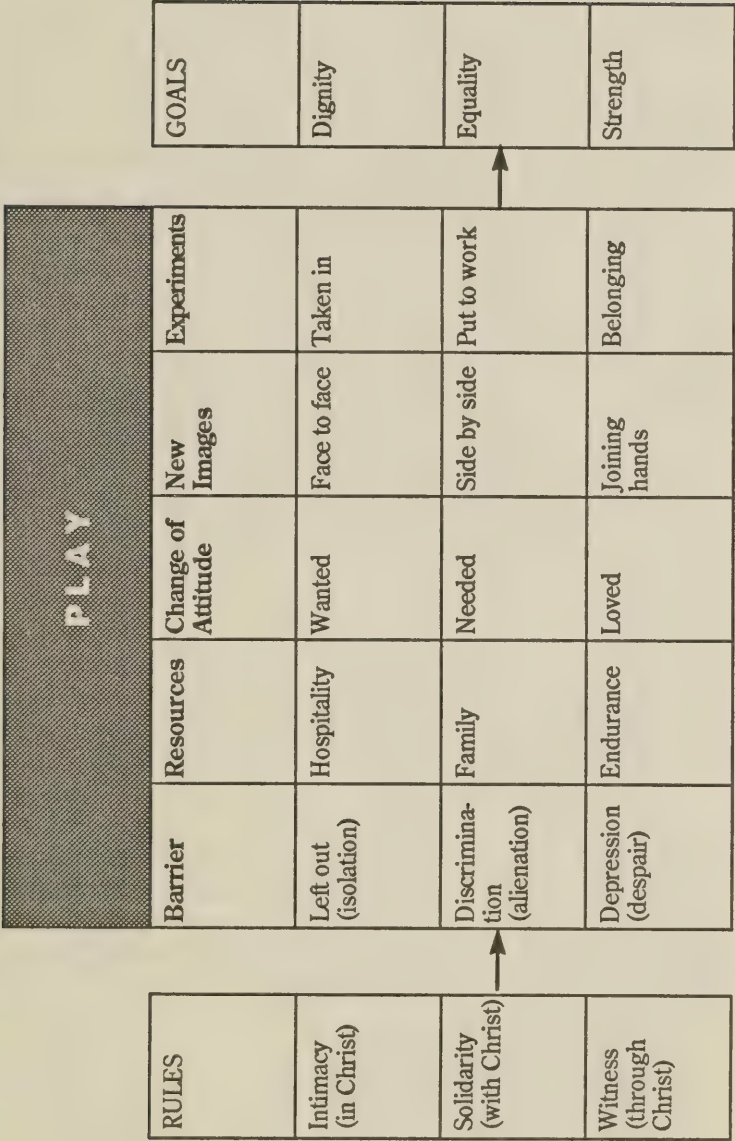 PLAY
RULES
Barrier
Resources
Change of
Attitude
New
Images
Experiments
GOALS
Intimacy
(in Christ)
Left out
(isolation)
Hospitality
Wanted
Face to face
Taken in
Dignity
Solidarity
(with Christ)
Discrimina-
tion
(alienation)
Family
Needed
Side by side
Put to work
Equality
Witness
(through
Christ)
Depression
(despair)
Endurance
Loved
Joining
hands
Belonging
Strength